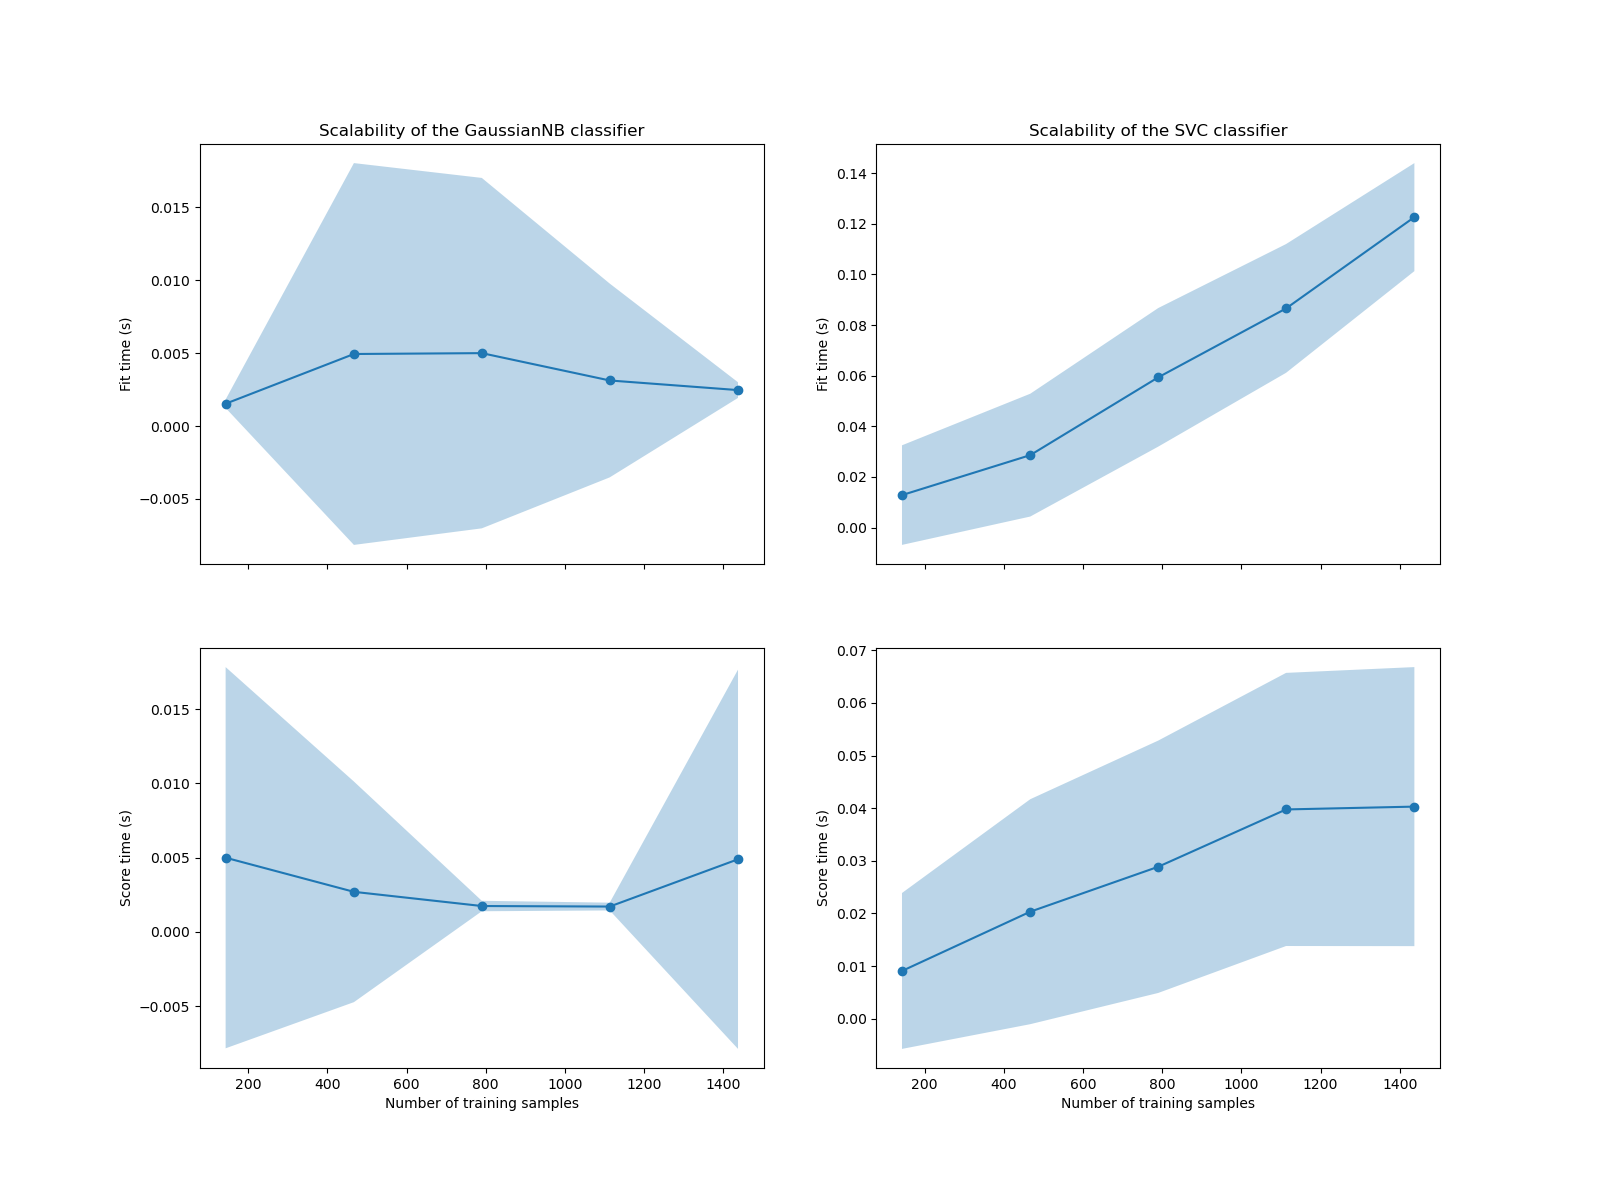 Scalability of the GaussianNB classifier
0.015
0.010
0.005
0.000
−0.005
Fit time (s)
Scalability of the SVC classifier
0.14
0.12
0.10
0.08
0.06
0.04
0.02
0.00
Fit time (s)
0.015
0.010
0.005
0.000
−0.005
Score time (s)
200 400 600 800 1000 1200 1400
Number of training samples
0.07
0.06
0.05
0.04
0.03
0.02
0.01
0.00
Score time (s)
200 400 600 800 1000 1200 1400
Number of training samples